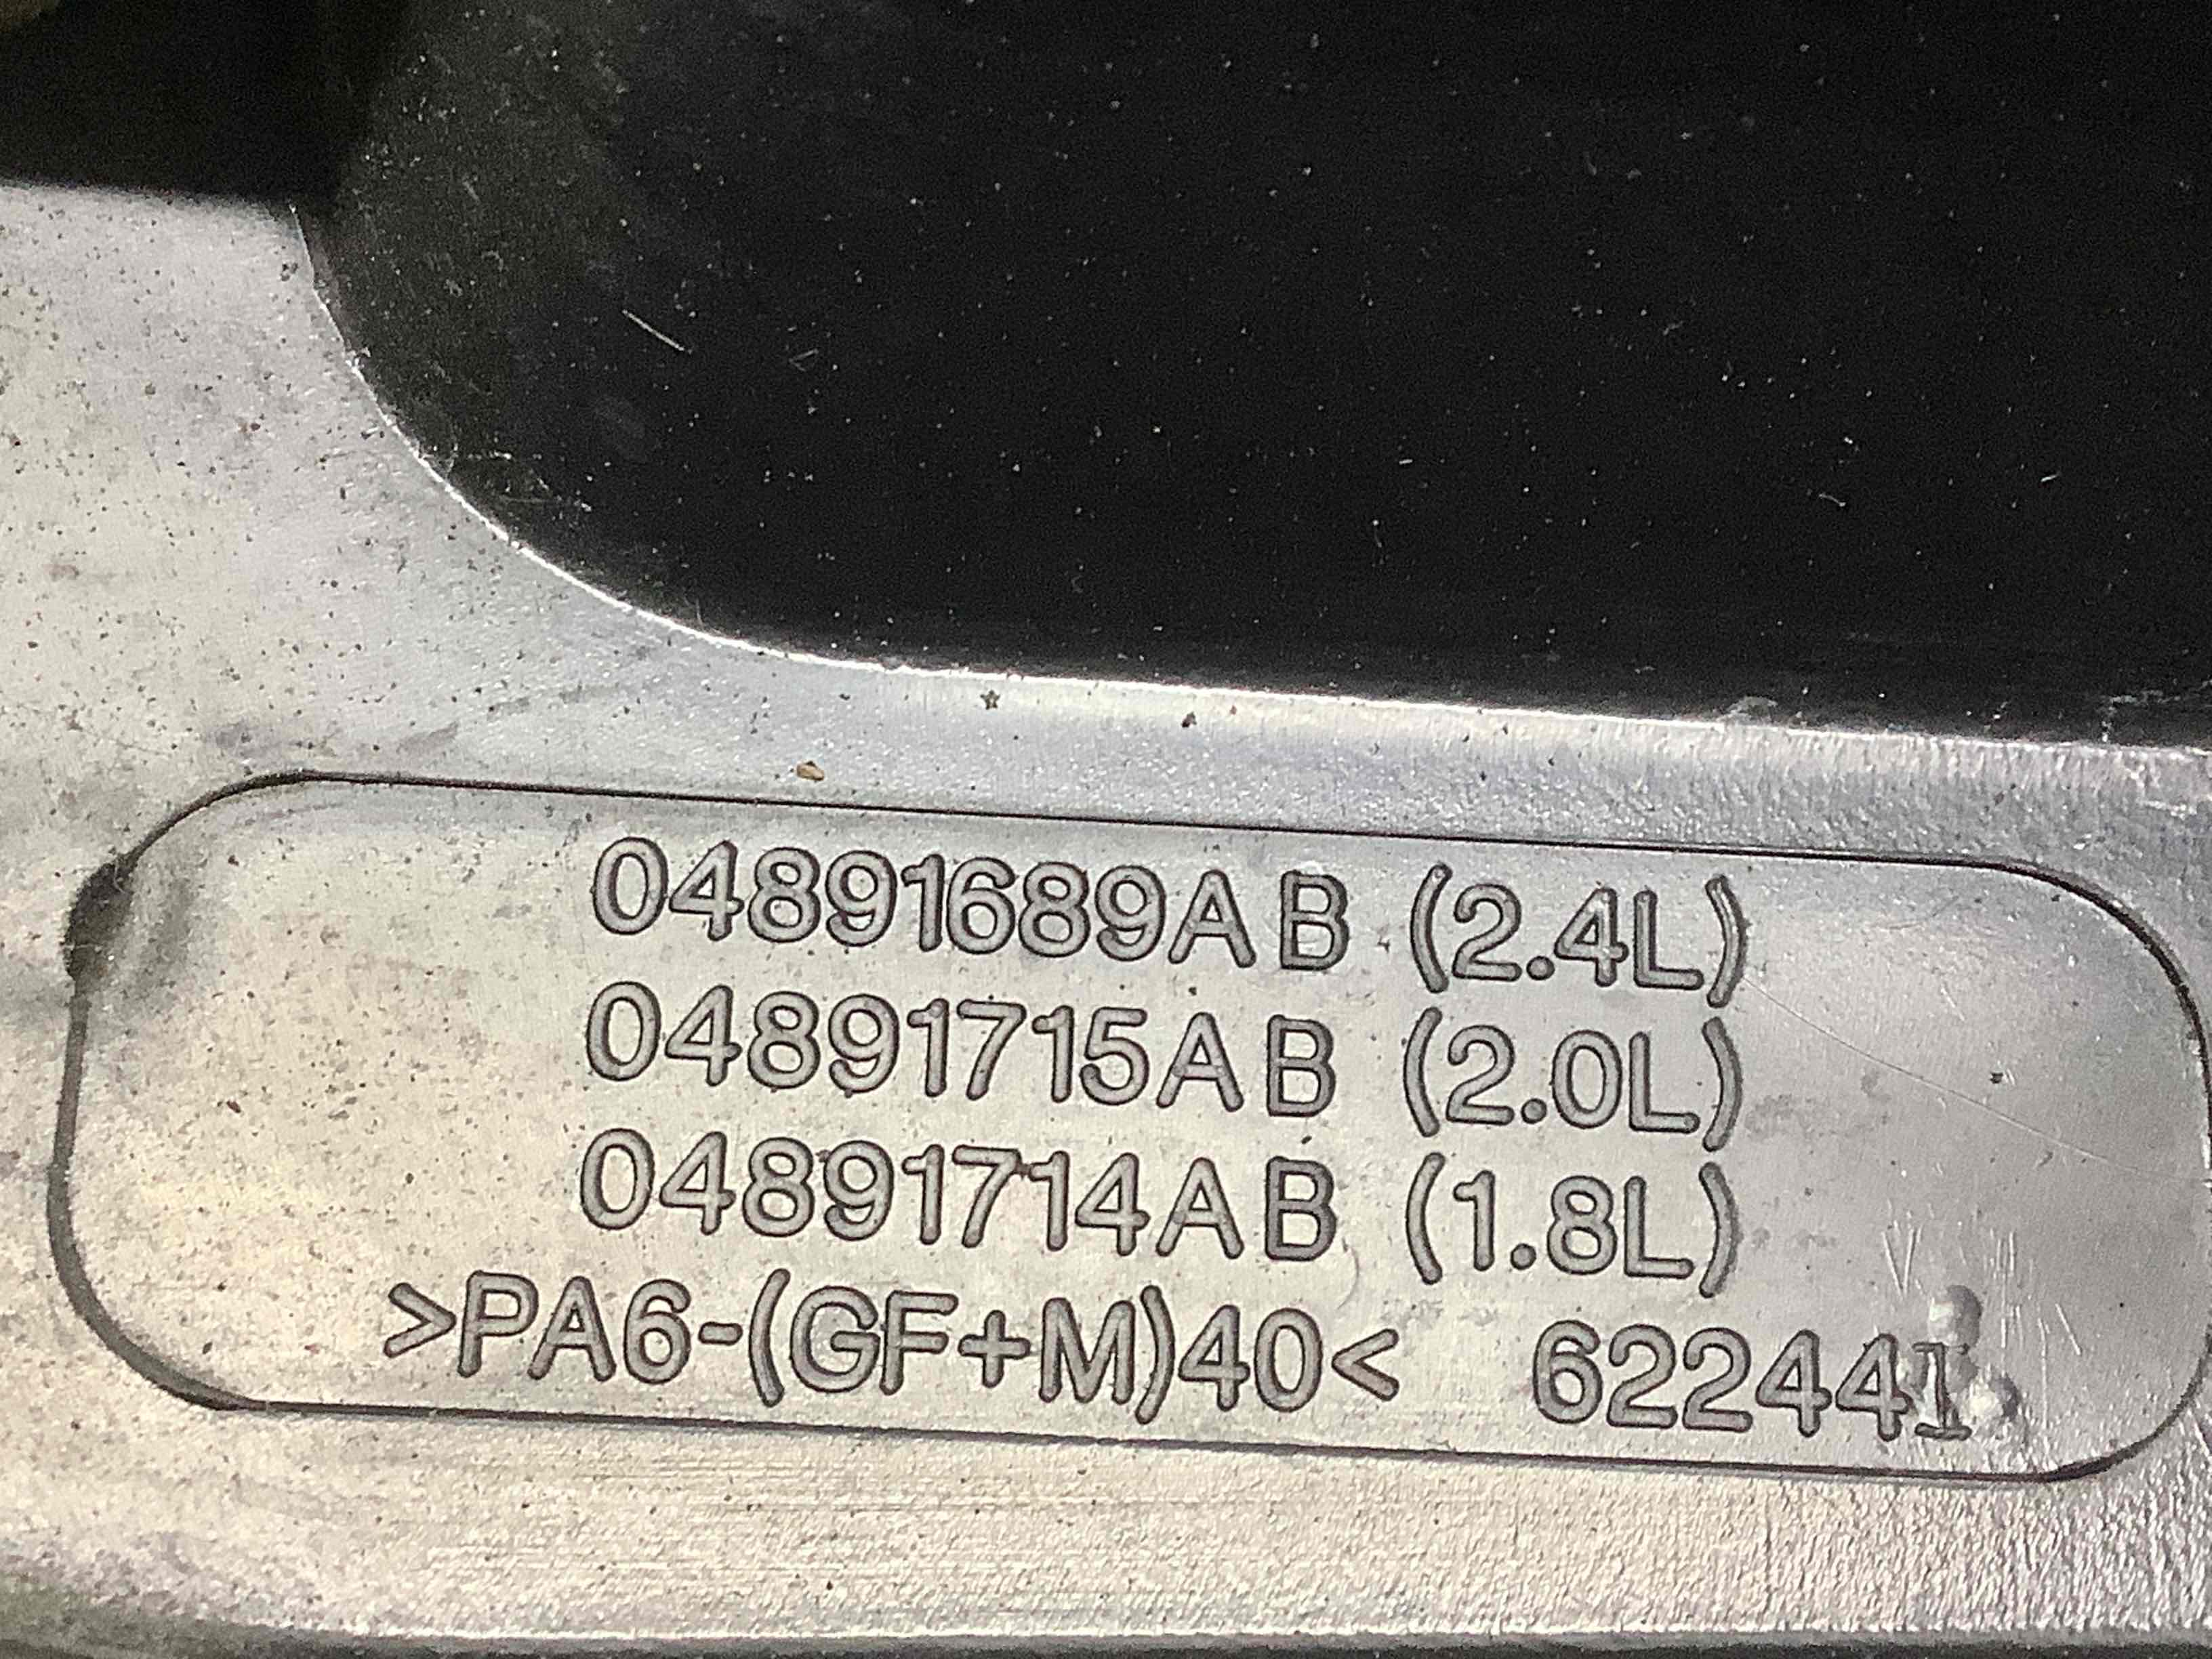 04891689AB (2.4L)
04891715AB (2.0L)
04891714AB (1.8L)
>PA6-(GF+M)40< 622441